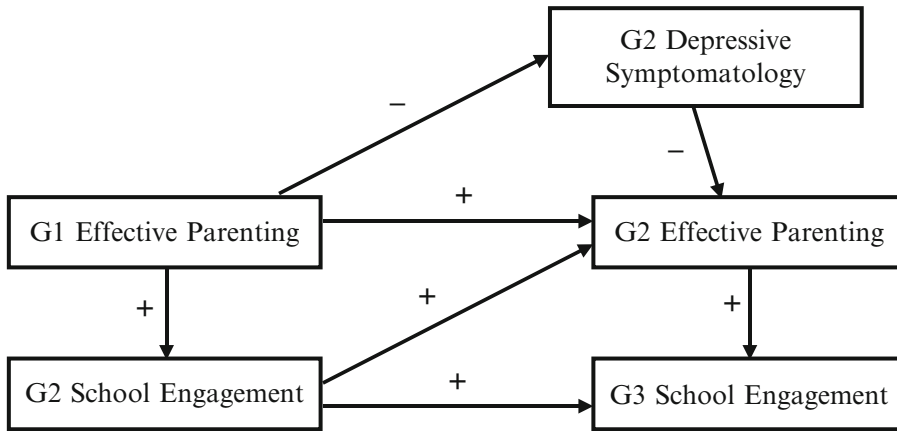 G2 Depressive
Symptomatology
−
−
G1 Effective Parenting
+
G2 Effective Parenting
+
+
+
G2 School Engagement
+
G3 School Engagement